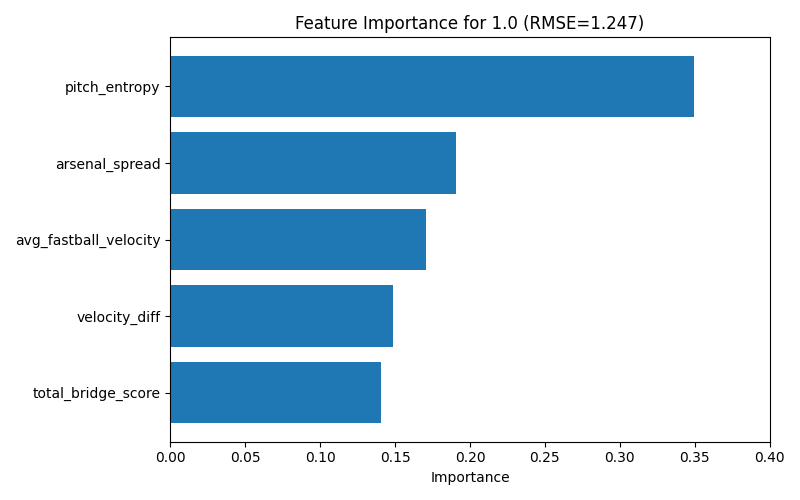 Feature Importance for 1.0 (RMSE=1.247)
pitch_entropy
arsenal_spread
avg_fastball_velocity
velocity_diff
total_bridge_score
0.00 0.05 0.10 0.15 0.20 0.25 0.30 0.35 0.40
Importance